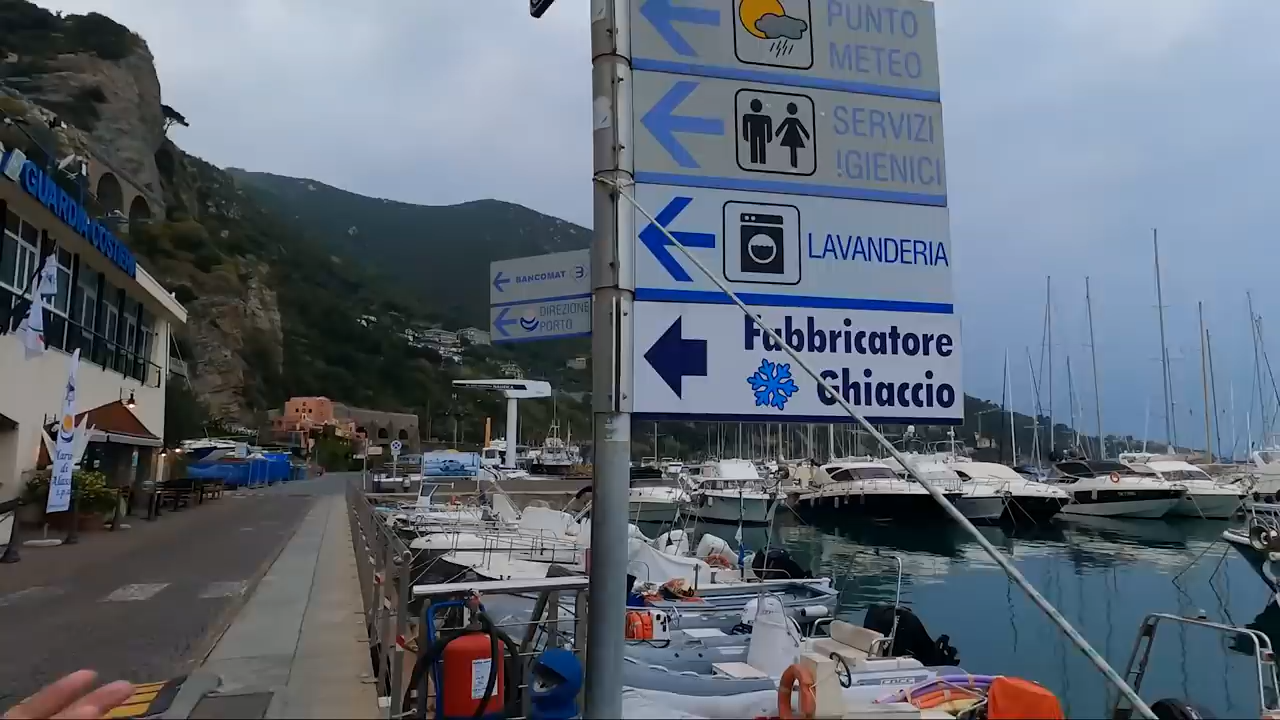 PUNTO
METEO
SERVIZI
IGIENICI
LAVANDERIA
Fabbricatore
Ghiaccio
BANCOMAT
DIREZIONE
PORTO
GUARDIA COSTIERA